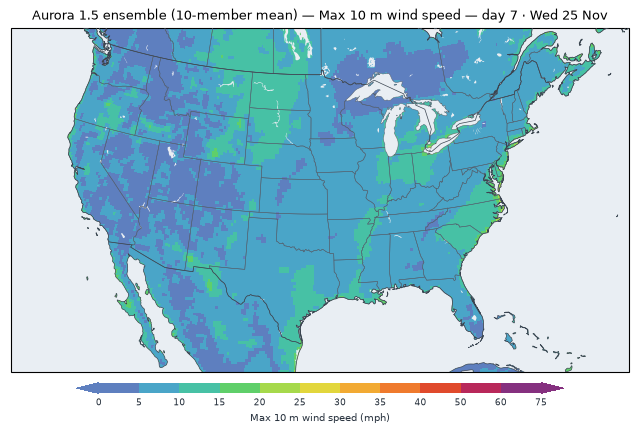 Aurora 1.5 ensemble (10-member mean) — Max 10 m wind speed — day 7 · Wed 25 Nov
0 5 10 15 20 25 30 35 40 50 60 75
Max 10 m wind speed (mph)